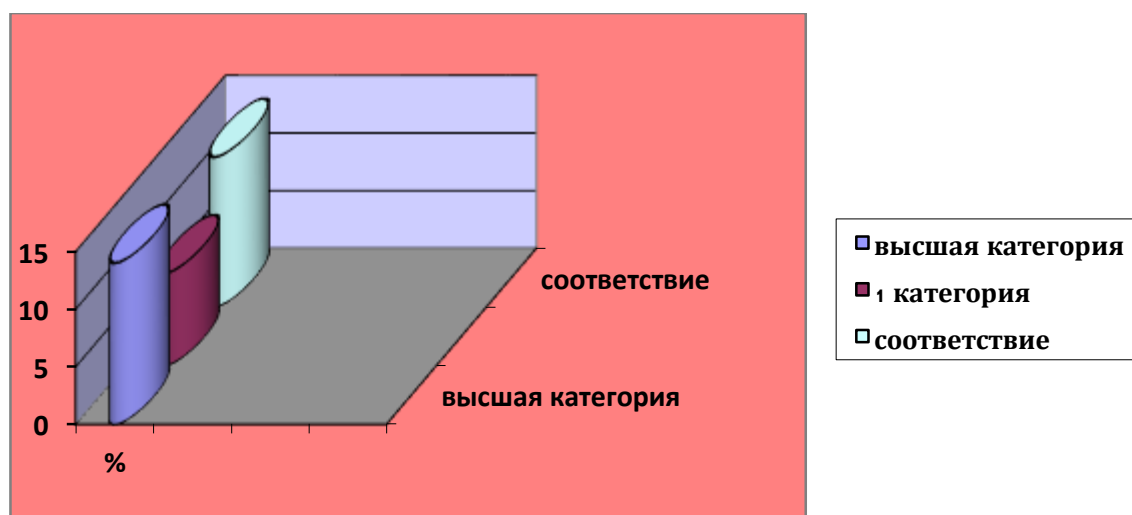 15
10
5
0
%
соответствие
высшая категория
высшая категория
1 категория
соответствие